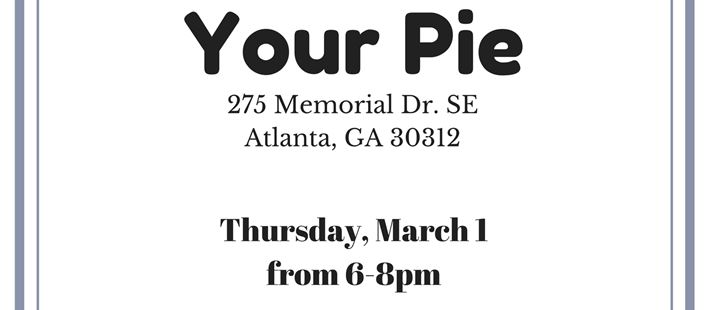 Your Pie
275 Memorial Dr. SE
Atlanta, GA 30312
Thursday, March 1
from 6-8pm